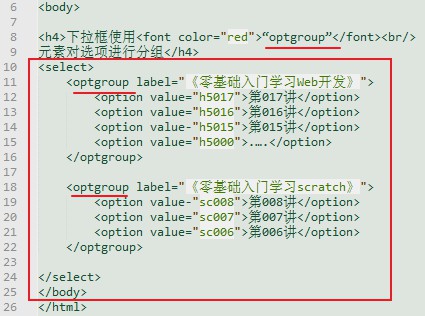 6 <body>
7
8 <h4>下拉框使用<font color="red">“optgroup”</font><br/>
9 元素对选项进行分组</h4>
10 <select>
11 <optgroup label="《零基础入门学习Web开发》">
12 <option value="h5017">第017讲</option>
13 <option value="h5016">第016讲</option>
14 <option value="h5015">第015讲</option>
15 <option value="h5000">……</option>
16 </optgroup>
17
18 <optgroup label="《零基础入门学习scratch》">
19 <option value="sc008">第008讲</option>
20 <option value="sc007">第007讲</option>
21 <option value="sc006">第006讲</option>
22 </optgroup>
23
24 </select>
25 </body>
26 </html>